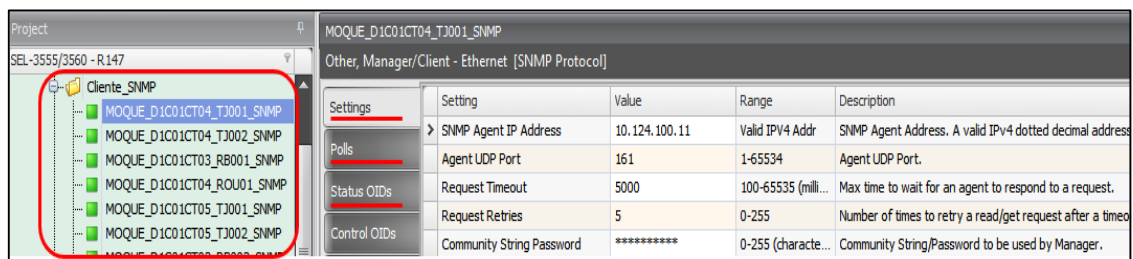 Project
SEL-3555/3560 - R147
Cliente_SNMP
MOQUE_D1C01CT04_TJ001_SNMP
MOQUE_D1C01CT04_TJ002_SNMP
MOQUE_D1C01CT03_RB001_SNMP
MOQUE_D1C01CT04_ROU01_SNMP
MOQUE_D1C01CT05_TJ001_SNMP
MOQUE_D1C01CT05_TJ002_SNMP
MOQUE_D1C01CT04_TJ001_SNMP
Other, Manager/Client - Ethernet [SNMP Protocol]
Settings
Polls
Status OIDs
Control OIDs
Setting Value Range Description
SNMP Agent IP Address 10.124.100.11 Valid IPV4 Addr SNMP Agent Address. A valid IPv4 dotted decimal address
Agent UDP Port 161 1-65534 Agent UDP Port.
Request Timeout 5000 100-65535 (milli... Max time to wait for an agent to respond to a request.
Request Retries 5 0-255 Number of times to retry a read/get request after a timeo
Community String Password ********** 0-255 (characte... Community String/Password to be used by Manager.